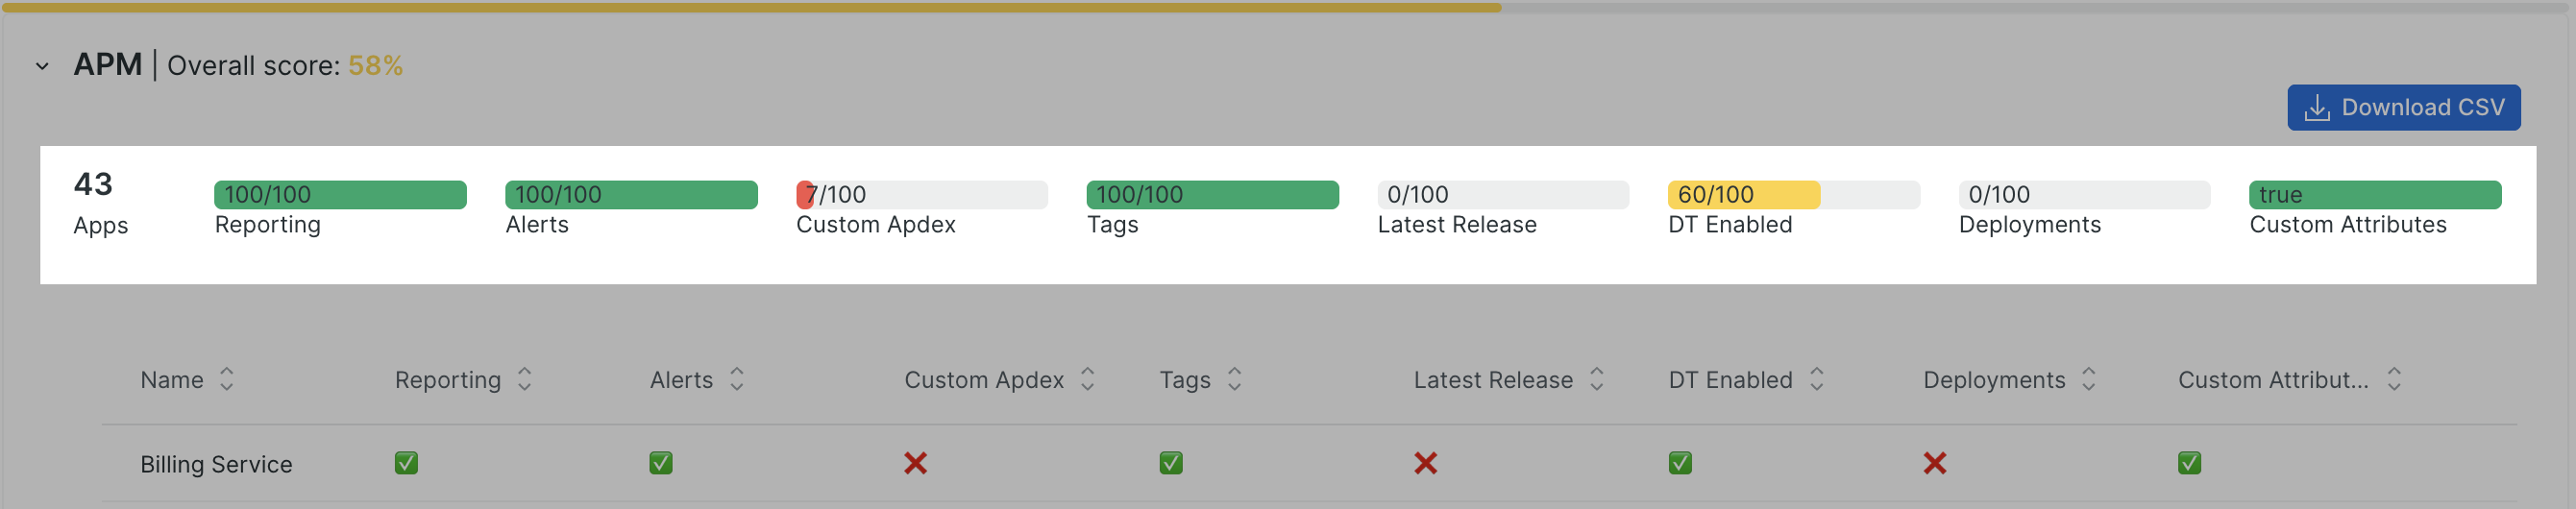 APM | Overall score: 58%
Download CSV
43
Apps
100/100
Reporting
100/100
Alerts
7/100
Custom Apdex
100/100
Tags
0/100
Latest Release
60/100
DT Enabled
0/100
Deployments
true
Custom Attributes
Name Reporting Alerts Custom Apdex Tags Latest Release DT Enabled Deployments Custom Attribut...
Billing Service